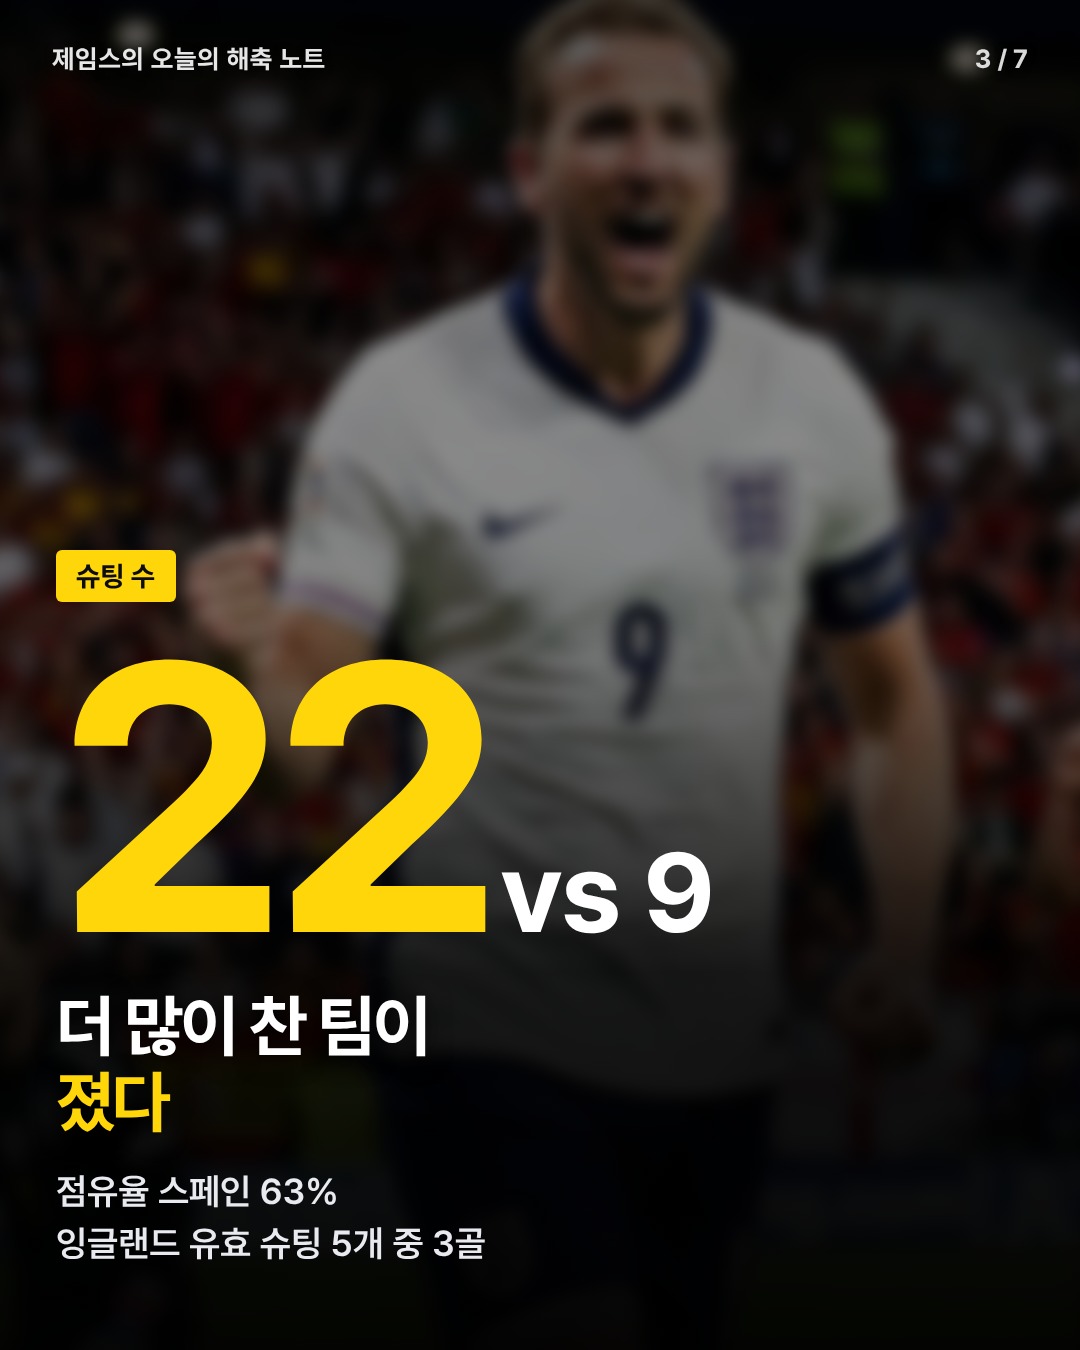 제임스의 오늘의 해축 노트
3 / 7
슈팅 수
9
22 vs 9
더 많이 찬 팀이
졌다
점유율 스페인 63%
잉글랜드 유효 슈팅 5개 중 3골